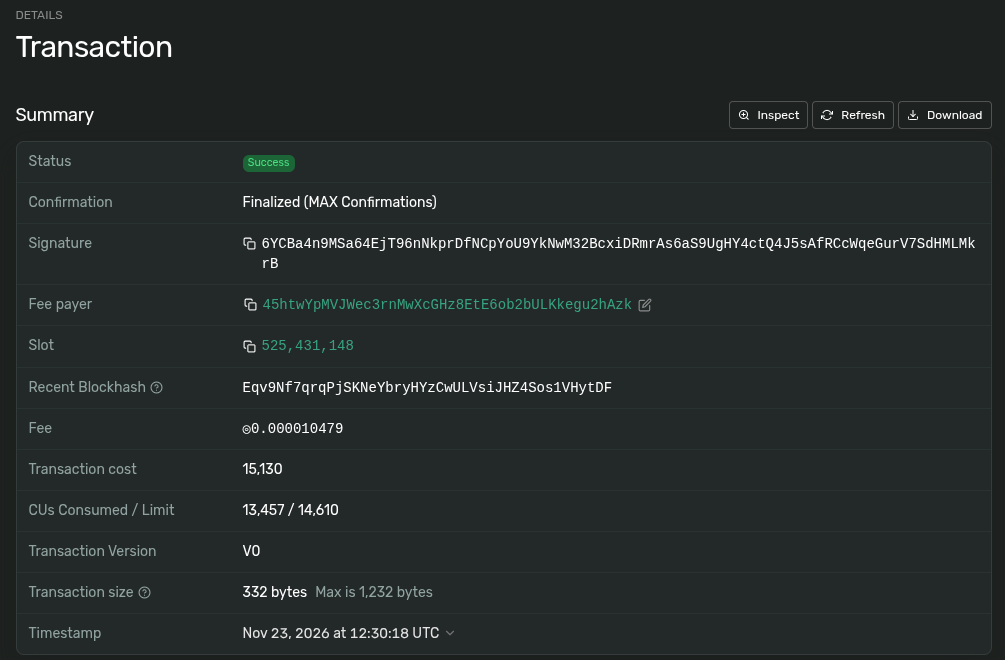 DETAILS
Transaction
Summary
Inspect
Refresh
Download
Status
Success
Confirmation
Finalized (MAX Confirmations)
Signature
6YCBa4n9MSa64EjT96nNkprDfNCpYoU9YkNwM32BcxiDRmrAs6aS9UgHY4ctQ4J5sAfRCcWqeGurV7SdHMLMk
rB
Fee payer
45htwYpMVJWec3rnMwXcGHz8EtE6ob2bULKkegu2hAzk
Slot
525,431,148
Recent Blockhash
Eqv9Nf7qrqPjSKNeYbryHYzCwULVsiJHZ4Sos1VHytDF
Fee
◎0.000010479
Transaction cost
15,130
CUs Consumed / Limit
13,457 / 14,610
Transaction Version
V0
Transaction size
332 bytes Max is 1,232 bytes
Timestamp
Nov 23, 2026 at 12:30:18 UTC